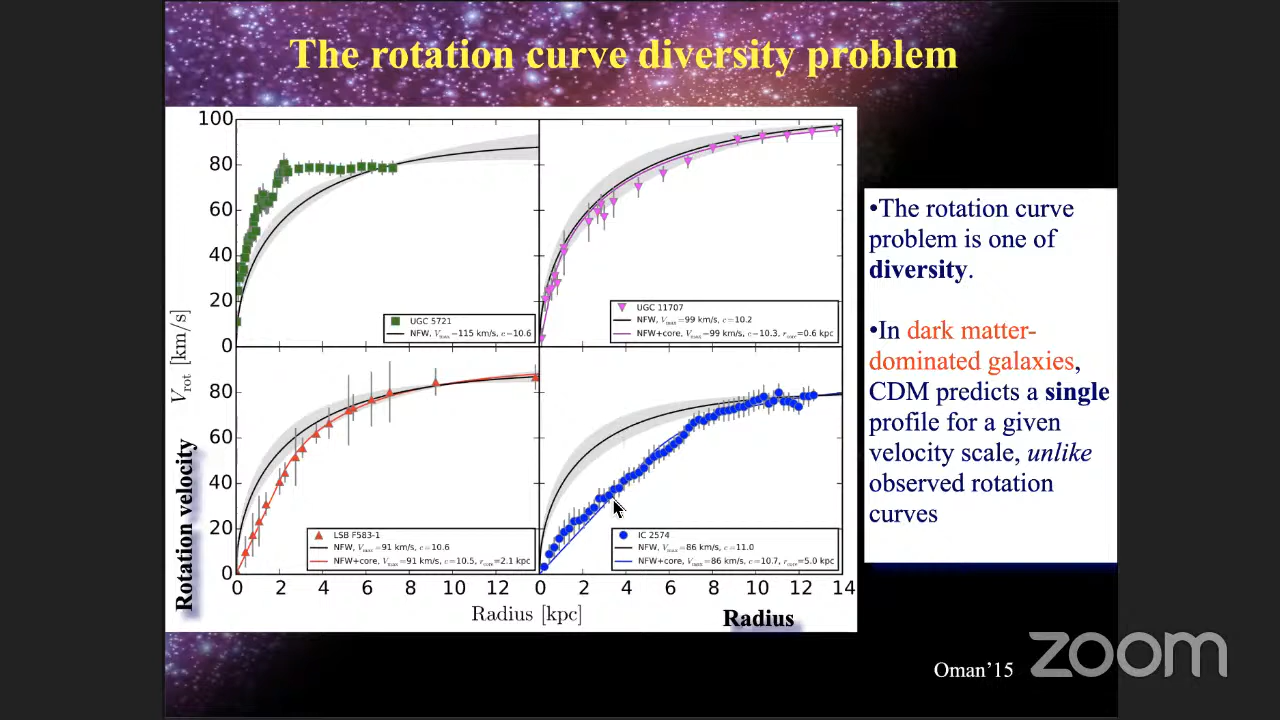 The rotation curve diversity problem
100
80
60
40
20
0
UGC 5721
NFW, Vmax=115 km/s, c=10.6
UGC 11707
NFW, Vmax=99 km/s, c=10.2
NFW+core, Vmax=99 km/s, c=10.3, rcore=0.6 kpc
80
60
40
20
0
LSB F583-1
NFW, Vmax=91 km/s, c=10.6
NFW+core, Vmax=91 km/s, c=10.5, rcore=2.1 kpc
IC 2574
NFW, Vmax=86 km/s, c=11.0
NFW+core, Vmax=86 km/s, c=10.7, rcore=5.0 kpc
0 2 4 6 8 10 12 0 2 4 6 8 10 12 14
Vrot [km/s]
Rotation velocity
Radius [kpc]
Radius
•The rotation curve
problem is one of
diversity.
•In dark matter-
dominated galaxies,
CDM predicts a single
profile for a given
velocity scale, unlike
observed rotation
curves
Oman'15
zoom